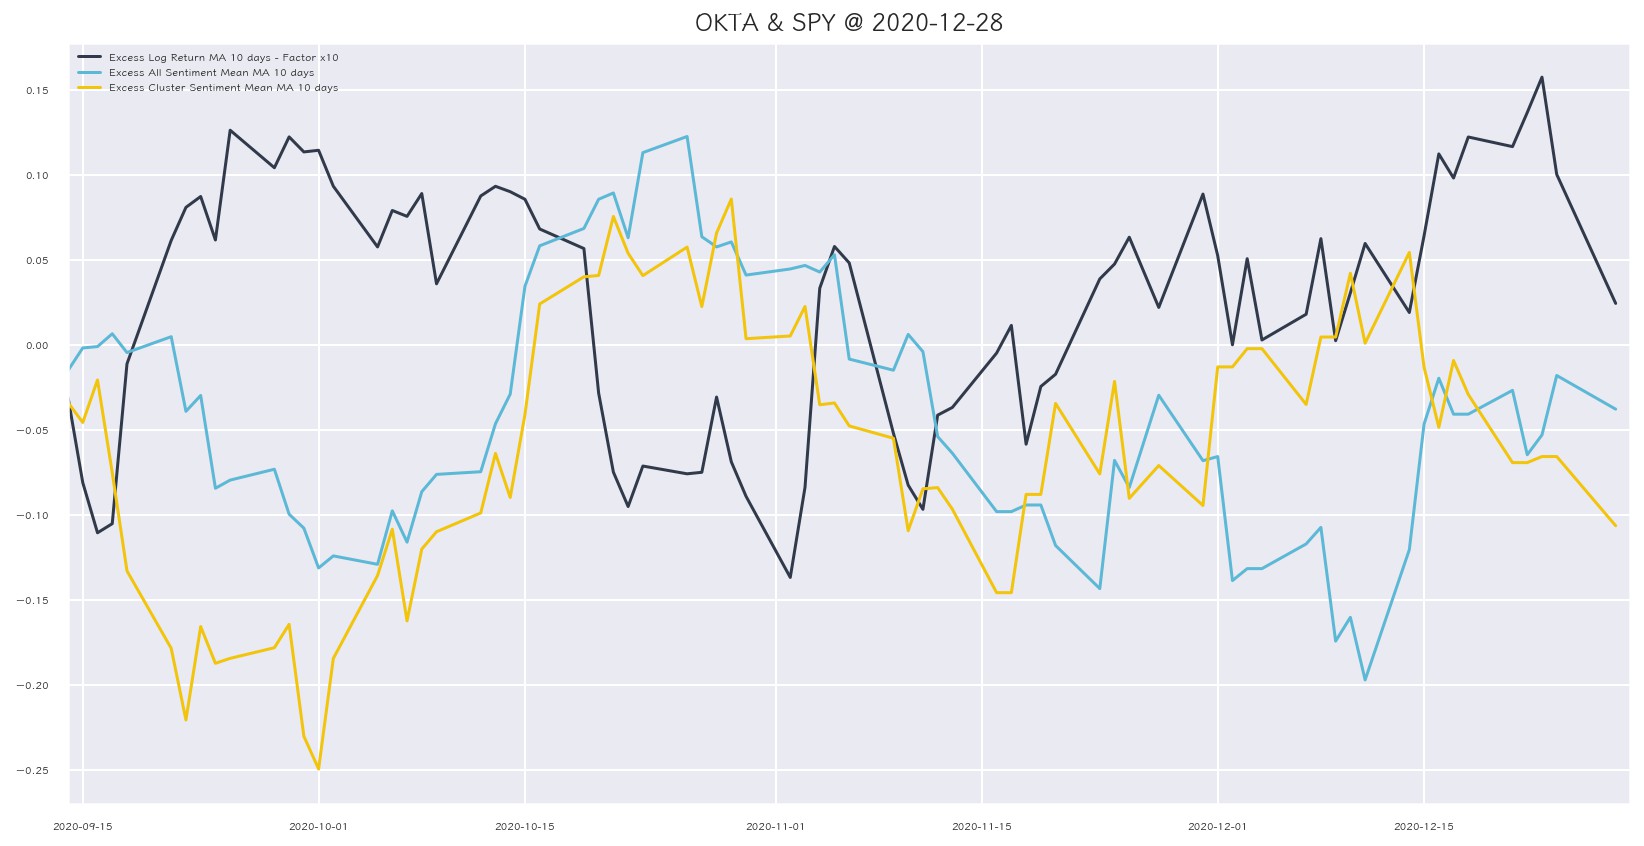 OKTA & SPY @ 2020-12-28
Excess Log Return MA 10 days - Factor x10
Excess All Sentiment Mean MA 10 days
Excess Cluster Sentiment Mean MA 10 days
0.15
0.10
0.05
0.00
−0.05
−0.10
−0.15
−0.20
−0.25
2020-09-15 2020-10-01 2020-10-15 2020-11-01 2020-11-15 2020-12-01 2020-12-15